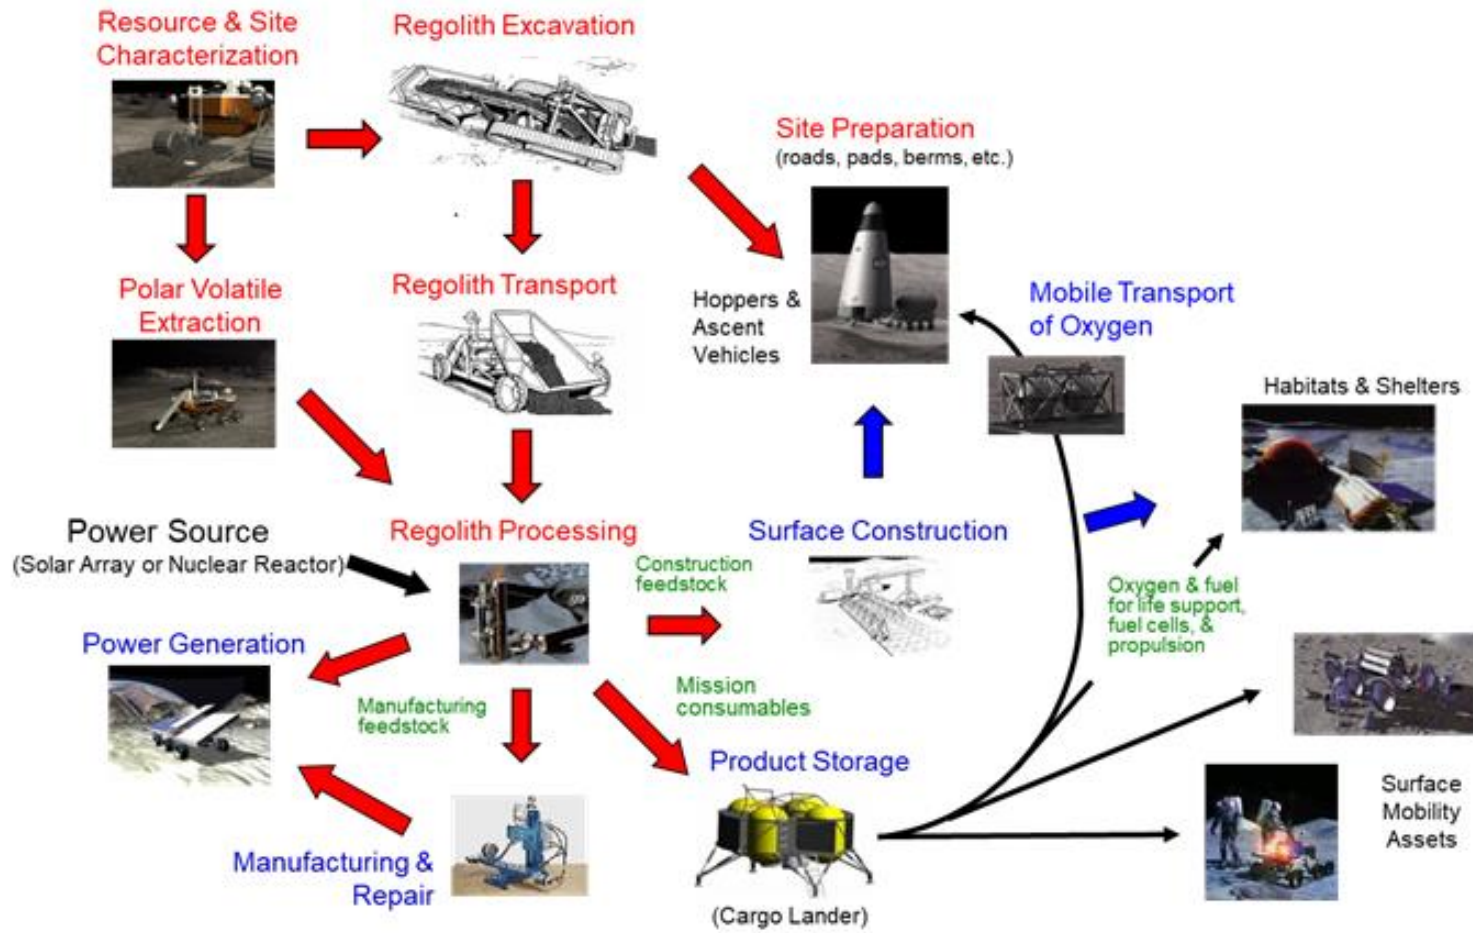 Resource & Site
Characterization
Regolith Excavation
Site Preparation
(roads, pads, berms, etc.)
Polar Volatile
Extraction
Regolith Transport
Hoppers &
Ascent
Vehicles
Mobile Transport
of Oxygen
Habitats & Shelters
Power Source
(Solar Array or Nuclear Reactor)
Regolith Processing
Construction
feedstock
Surface Construction
Oxygen & fuel
for life support,
fuel cells, &
propulsion
Power Generation
Manufacturing
feedstock
Mission
consumables
Product Storage
Surface
Mobility
Assets
Manufacturing &
Repair
(Cargo Lander)